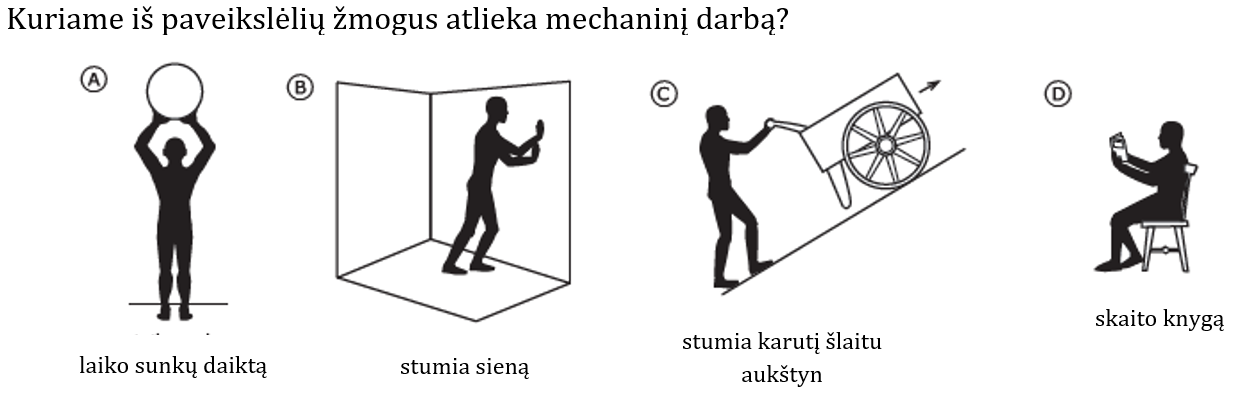 Kuriame iš paveikslėlių žmogus atlieka mechaninį darbą?
A
B
C
D
laiko sunkų daiktą
stumia sieną
stumia karutį šlaitu
aukštyn
skaito knygą